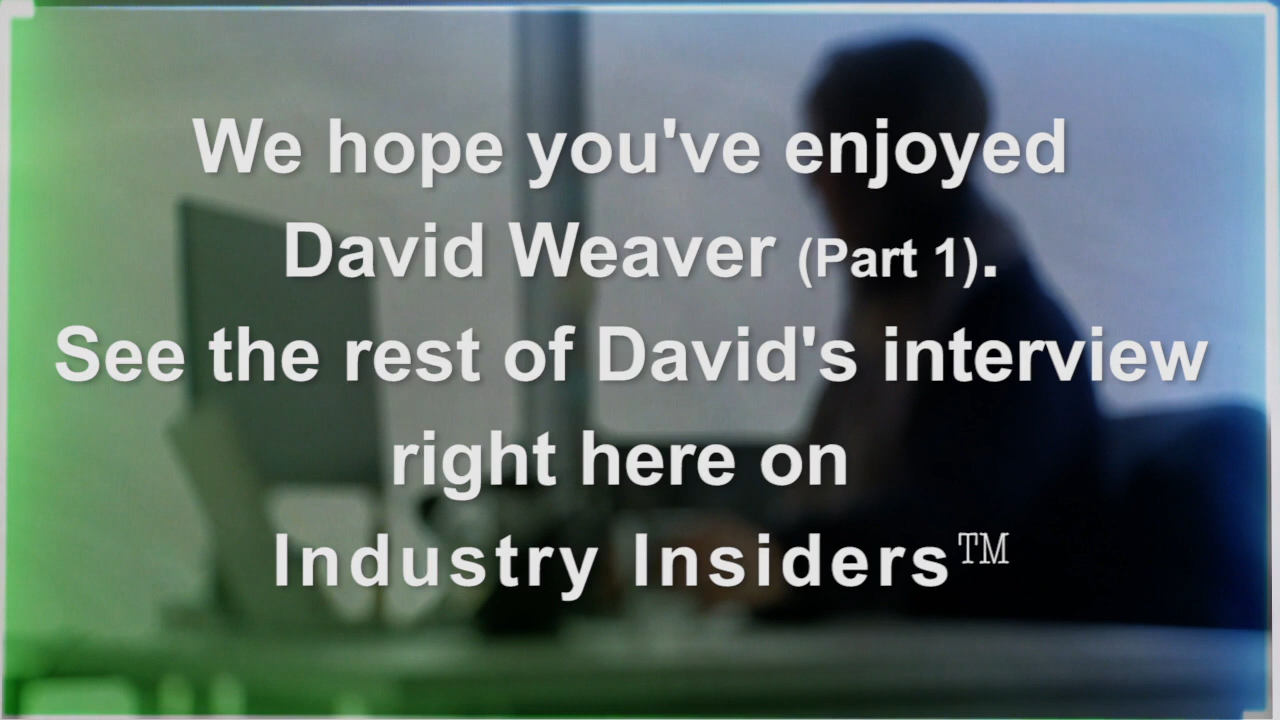 We hope you've enjoyed
David Weaver (Part 1).
See the rest of David's interview
right here on
Industry Insiders™